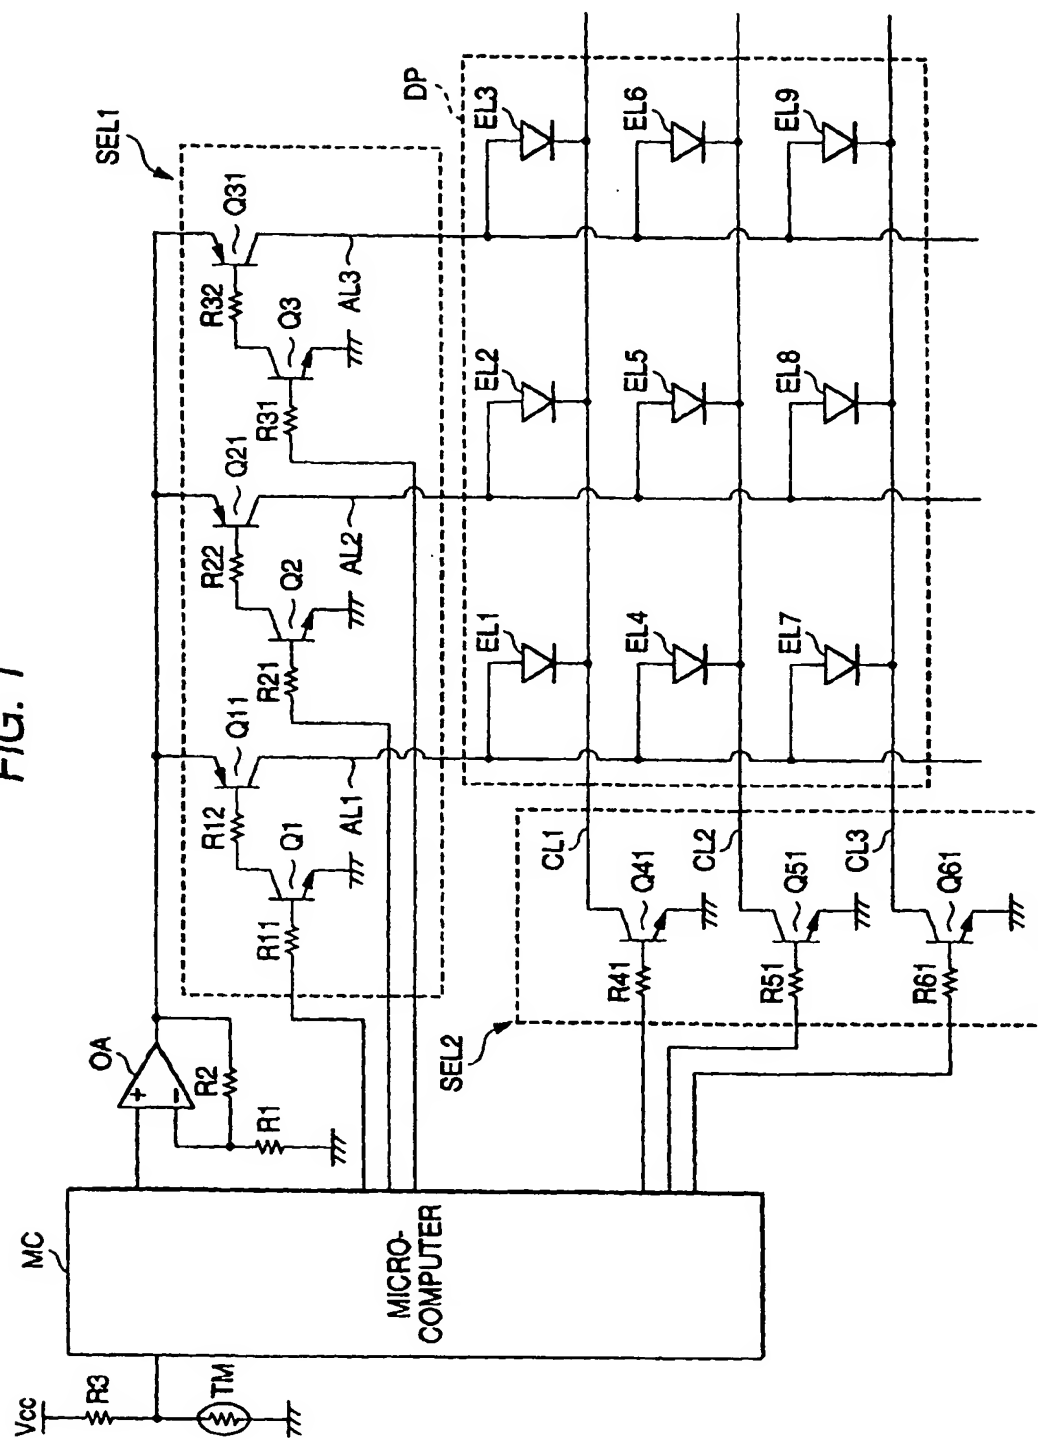 FIG. 1
Vcc
R3
TM
MC
MICRO-
COMPUTER
OA
R2
R1
SEL1
R11
Q1
R12
Q11
AL1
R21
Q2
R22
Q21
AL2
R31
Q3
R32
Q31
AL3
SEL2
R41
Q41
CL1
R51
Q51
CL2
R61
Q61
CL3
DP
EL1
EL2
EL3
EL4
EL5
EL6
EL7
EL8
EL9